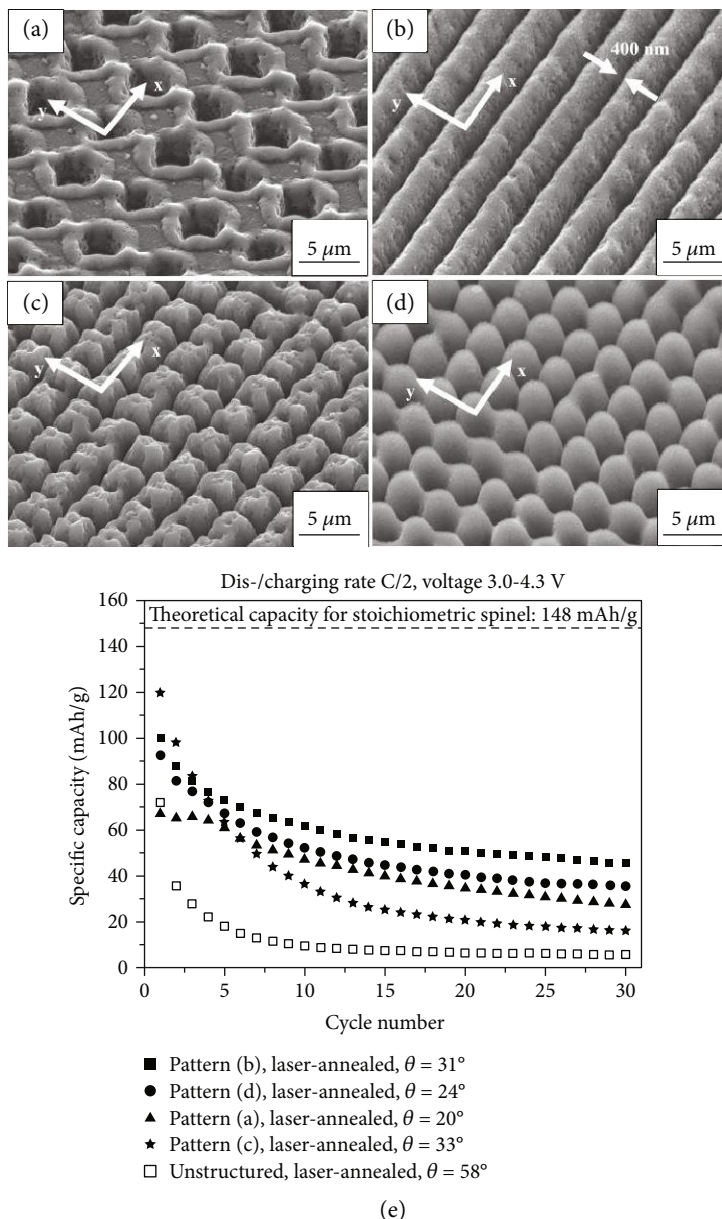 (a)
y
x
5 μm
(b)
400 nm
y
x
5 μm
(c)
y
x
5 μm
(d)
y
x
5 μm
Dis-/charging rate C/2, voltage 3.0-4.3 V
Theoretical capacity for stoichiometric spinel: 148 mAh/g
160
140
120
100
80
60
40
20
0
Specific capacity (mAh/g)
0 5 10 15 20 25 30
Cycle number
Pattern (b), laser-annealed, θ = 31°
Pattern (d), laser-annealed, θ = 24°
Pattern (a), laser-annealed, θ = 20°
Pattern (c), laser-annealed, θ = 33°
Unstructured, laser-annealed, θ = 58°
(e)